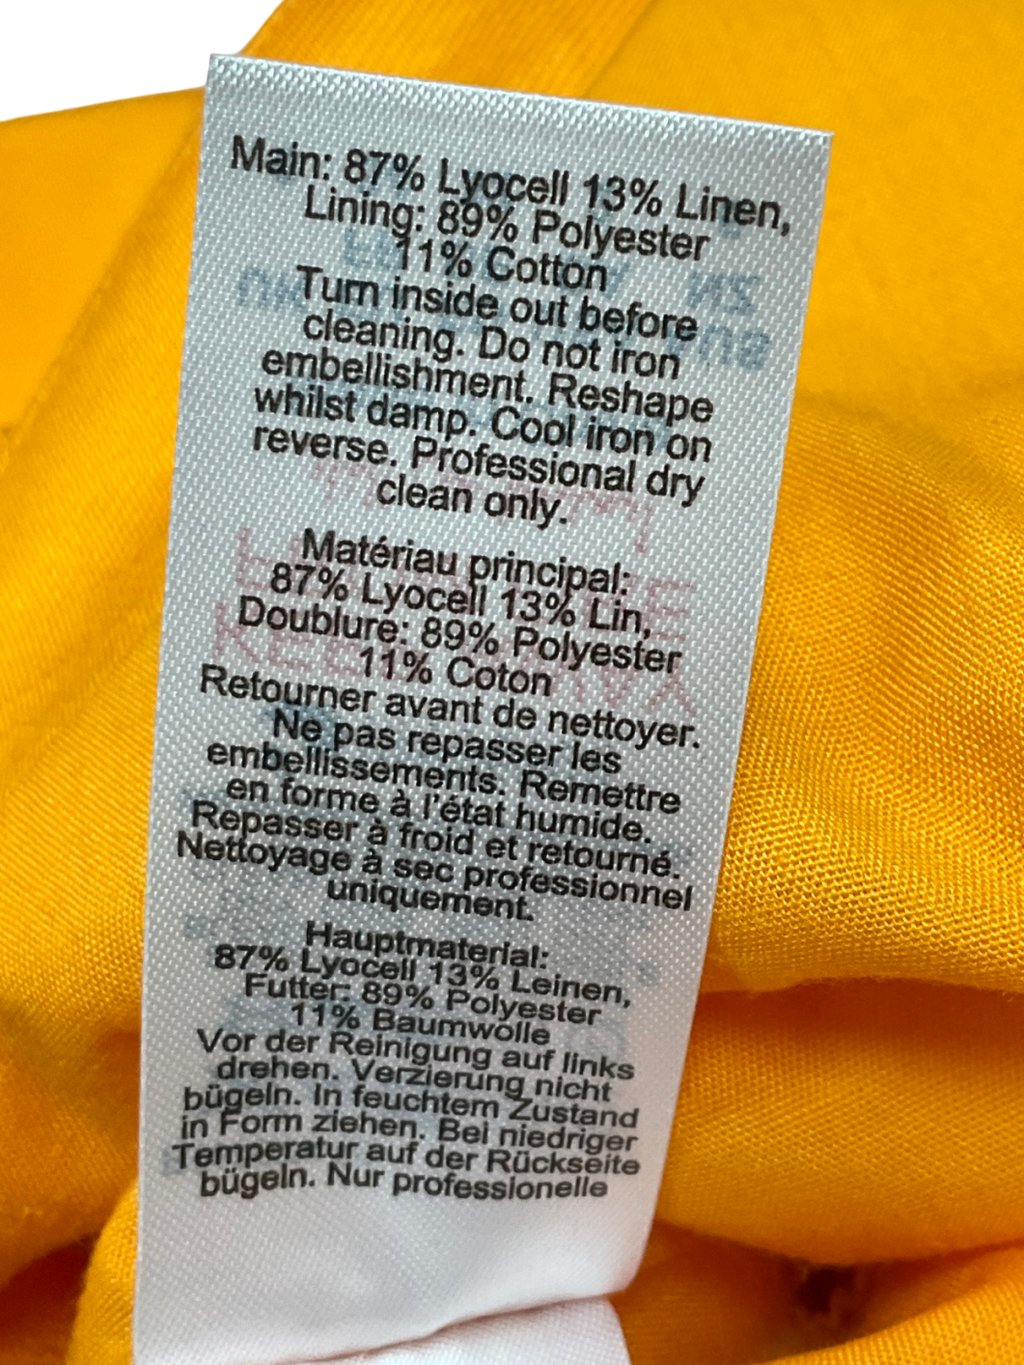 Main: 87% Lyocell 13% Linen,
Lining: 89% Polyester
11% Cotton
Turn inside out before
cleaning. Do not iron
embellishment. Reshape
whilst damp. Cool iron on
reverse. Professional dry
clean only.
Matériau principal:
87% Lyocell 13% Lin,
Doublure: 89% Polyester
11% Coton
Retourner avant de nettoyer.
Ne pas repasser les
embellissements. Remettre
en forme à l'état humide.
Repasser à froid et retourné.
Nettoyage à sec professionnel
uniquement.
Hauptmaterial:
87% Lyocell 13% Leinen,
Futter: 89% Polyester
11% Baumwolle
Vor der Reinigung auf links
drehen. Verzierung nicht
bügeln. In feuchtem Zustand
in Form ziehen. Bei niedriger
Temperatur auf der Rückseite
bügeln. Nur professionelle